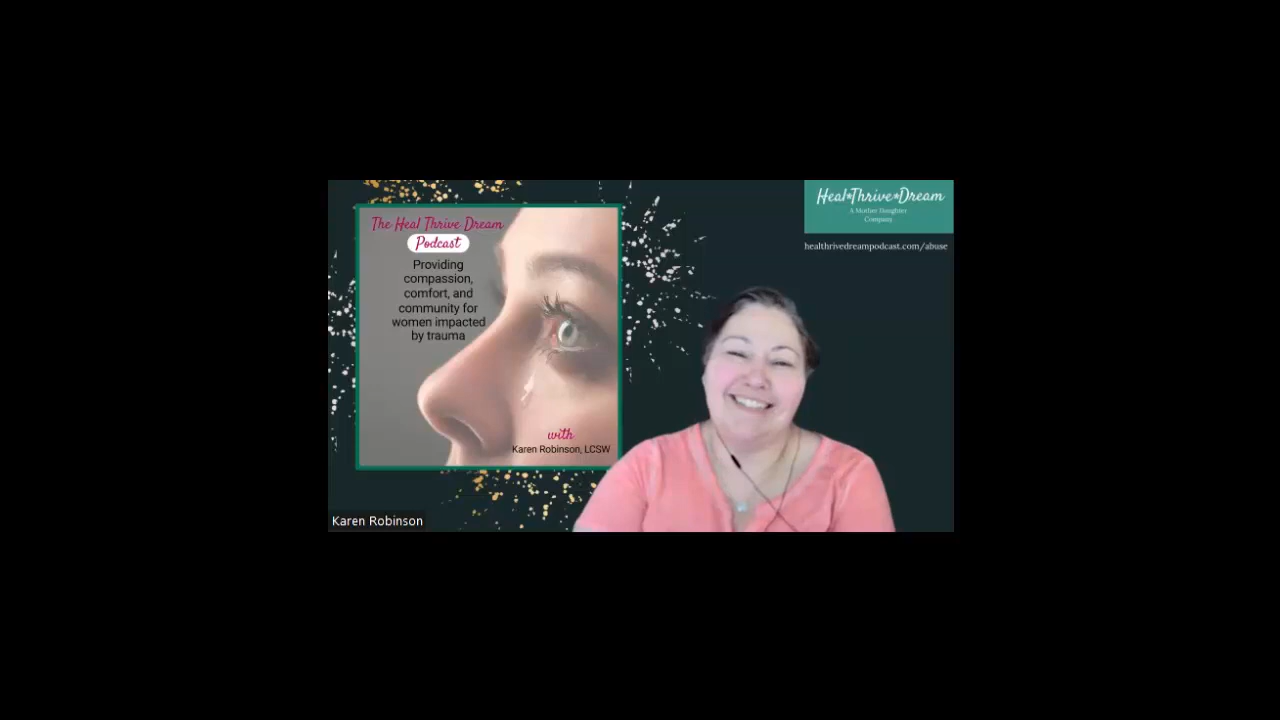 The Heal Thrive Dream
Podcast
Providing
compassion,
comfort, and
community for
women impacted
by trauma
with
Karen Robinson, LCSW
Heal*Thrive*Dream
A Mother Daughter
Company
healthrivedreampodcast.com/abuse
Karen Robinson